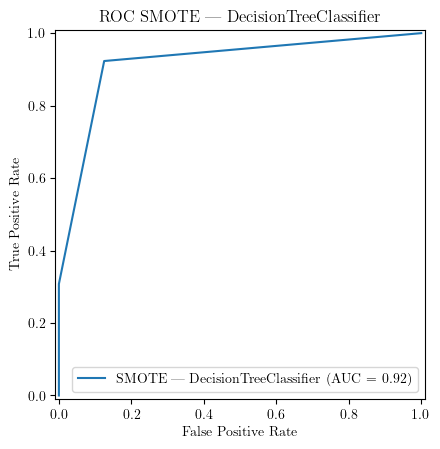 ROC SMOTE — DecisionTreeClassifier
1.0
0.8
0.6
0.4
0.2
0.0
True Positive Rate
SMOTE — DecisionTreeClassifier (AUC = 0.92)
0.0 0.2 0.4 0.6 0.8 1.0
False Positive Rate